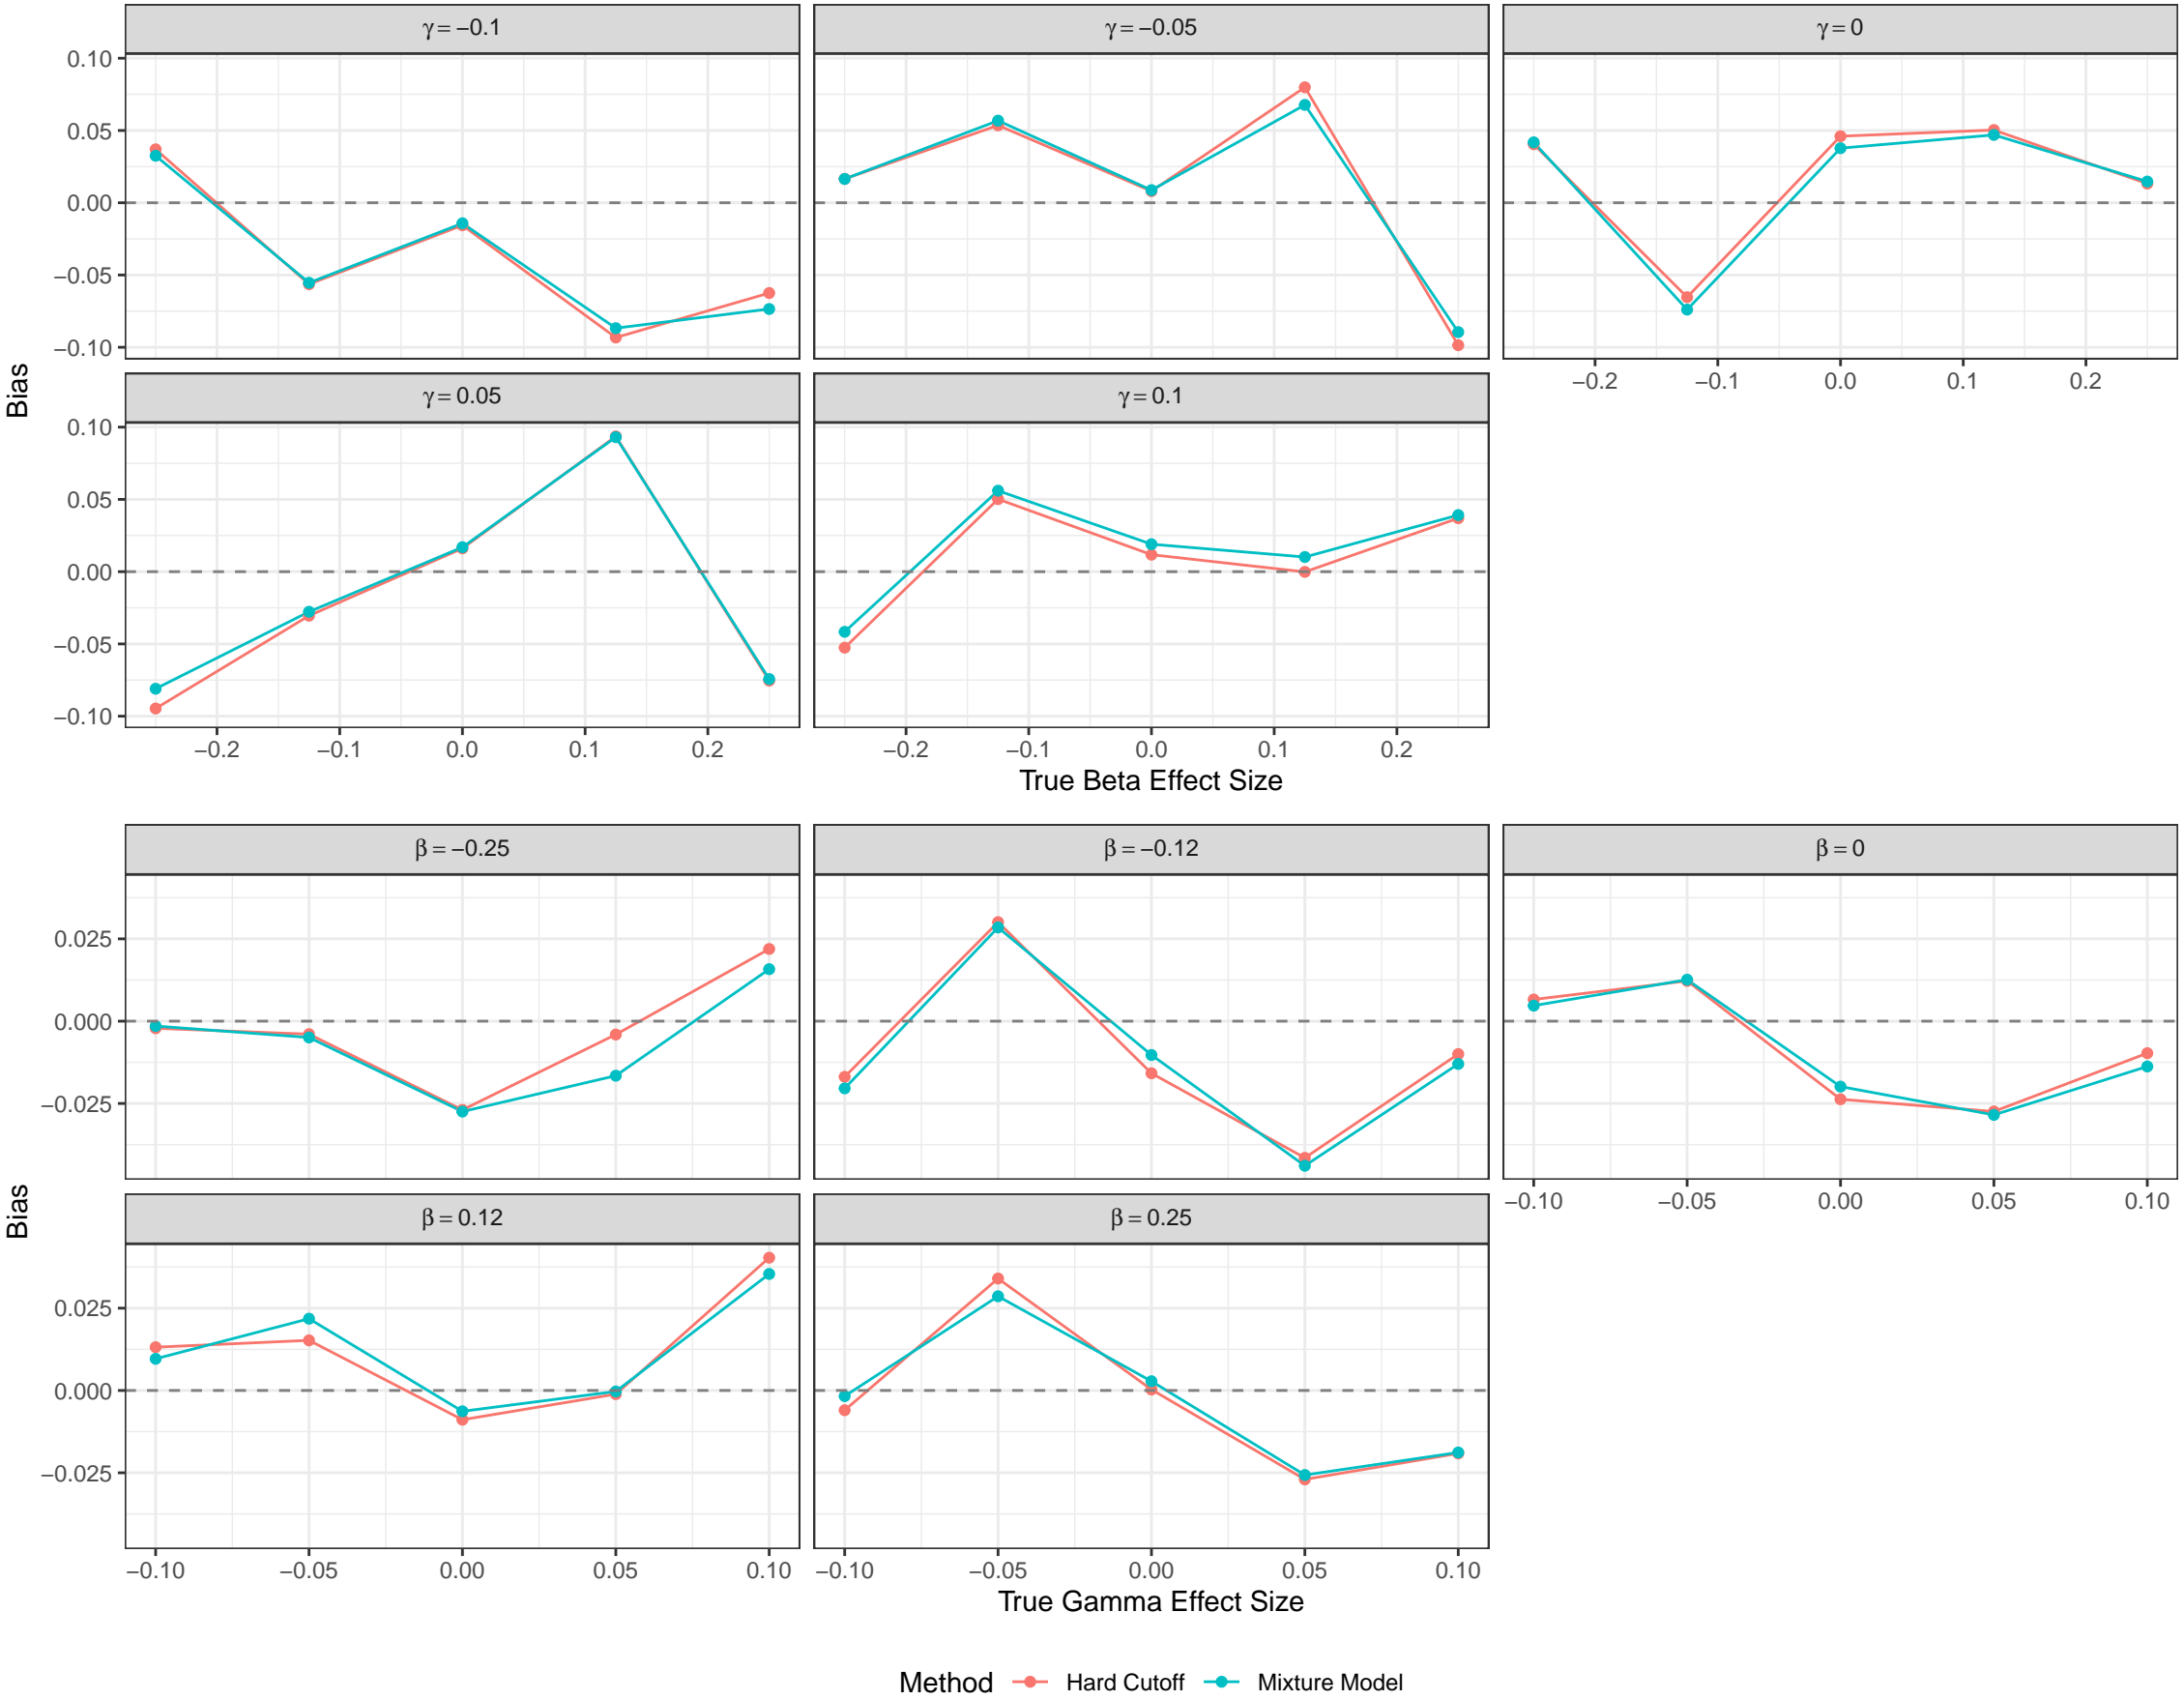 γ = −0.1 γ = −0.05 γ = 0
0.10
0.05
0.00
−0.05
−0.10
−0.2 −0.1 0.0 0.1 0.2
Bias
γ = 0.05 γ = 0.1
0.10
0.05
0.00
−0.05
−0.10
−0.2 −0.1 0.0 0.1 0.2 −0.2 −0.1 0.0 0.1 0.2
True Beta Effect Size
β = −0.25 β = −0.12 β = 0
0.025
0.000
−0.025
−0.10 −0.05 0.00 0.05 0.10
Bias
β = 0.12 β = 0.25
0.025
0.000
−0.025
−0.10 −0.05 0.00 0.05 0.10 −0.10 −0.05 0.00 0.05 0.10
True Gamma Effect Size
Method Hard Cutoff Mixture Model